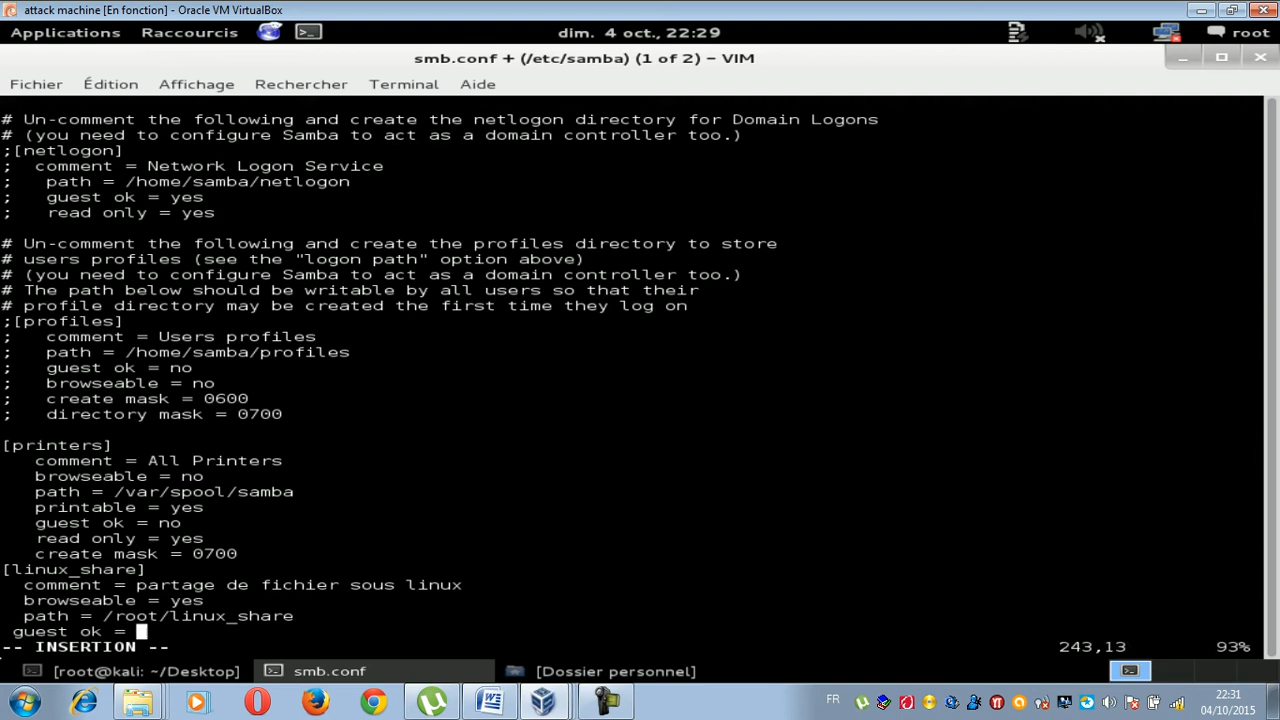 attack machine [En fonction] - Oracle VM VirtualBox
Applications Raccourcis dim. 4 oct., 22:29 root
smb.conf + (/etc/samba) (1 of 2) – VIM
Fichier Édition Affichage Rechercher Terminal Aide
# Un-comment the following and create the netlogon directory for Domain Logons
# (you need to configure Samba to act as a domain controller too.)
;[netlogon]
;  comment = Network Logon Service
;   path = /home/samba/netlogon
;   guest ok = yes
;   read only = yes
# Un-comment the following and create the profiles directory to store
# users profiles (see the "logon path" option above)
# (you need to configure Samba to act as a domain controller too.)
# The path below should be writable by all users so that their
# profile directory may be created the first time they log on
;[profiles]
;   comment = Users profiles
;   path = /home/samba/profiles
;   guest ok = no
;   browseable = no
;   create mask = 0600
;   directory mask = 0700
[printers]
   comment = All Printers
   browseable = no
   path = /var/spool/samba
   printable = yes
   guest ok = no
   read only = yes
   create mask = 0700
[linux_share]
  comment = partage de fichier sous linux
  browseable = yes
  path = /root/linux_share
 guest ok =
-- INSERTION -- 243,13 93%
[root@kali: ~/Desktop] smb.conf [Dossier personnel]
FR 22:31
04/10/2015